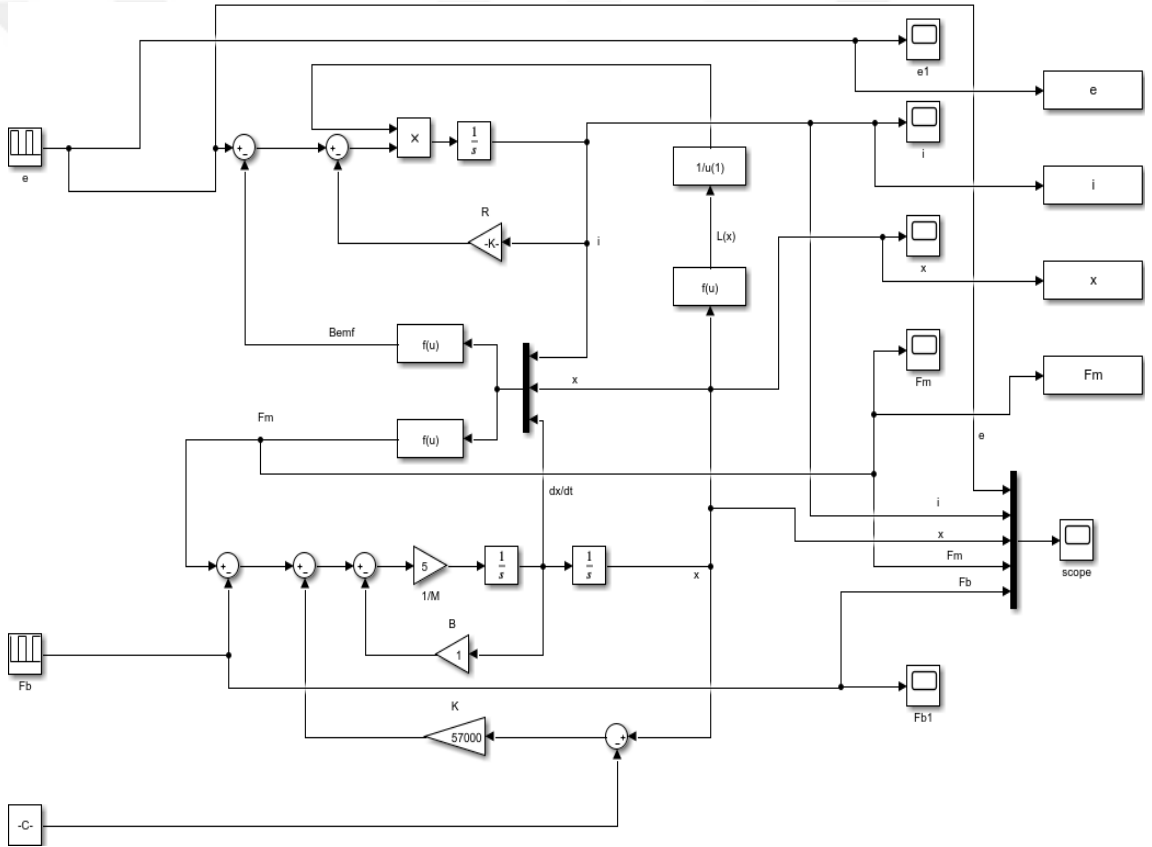 e1
e
e
×
1
s
i
i
1/u(1)
R
-K-
i
L(x)
x
x
f(u)
Bemf
f(u)
x
Fm
Fm
Fm
f(u)
e
dx/dt
i
x
Fm
Fb
scope
5
1/M
1
s
1
s
x
B
1
Fb
K
57000
Fb1
-C-
+
-
+
-
+
-
+
-
+
-
-
+